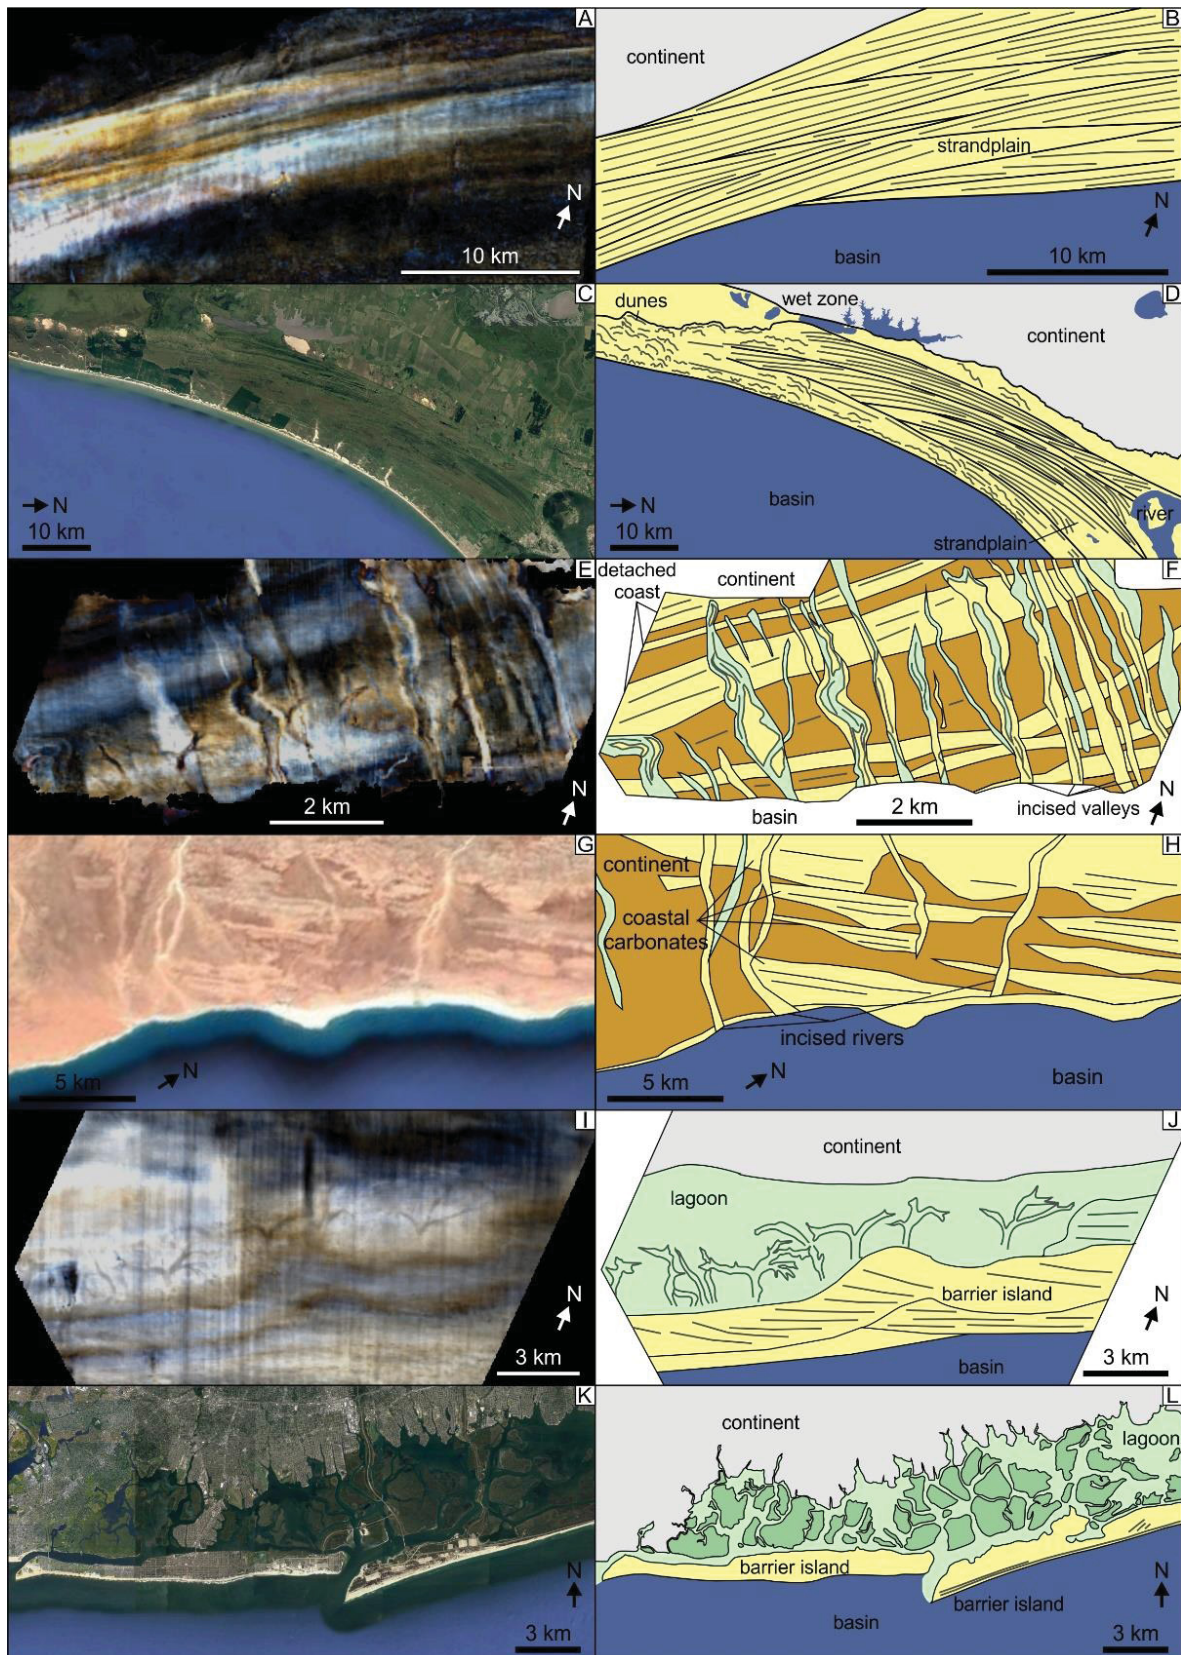 A
N
10 km
B
continent
strandplain
N
basin
10 km
C
N
10 km
D
dunes
wet zone
continent
basin
river
N
10 km
strandplain
E
N
2 km
F
detached
coast
continent
N
2 km
basin
incised valleys
G
N
5 km
H
continent
coastal
carbonates
incised rivers
N
5 km
basin
I
N
3 km
J
continent
lagoon
barrier island
N
basin
3 km
K
N
3 km
L
continent
lagoon
barrier island
N
barrier island
basin
3 km